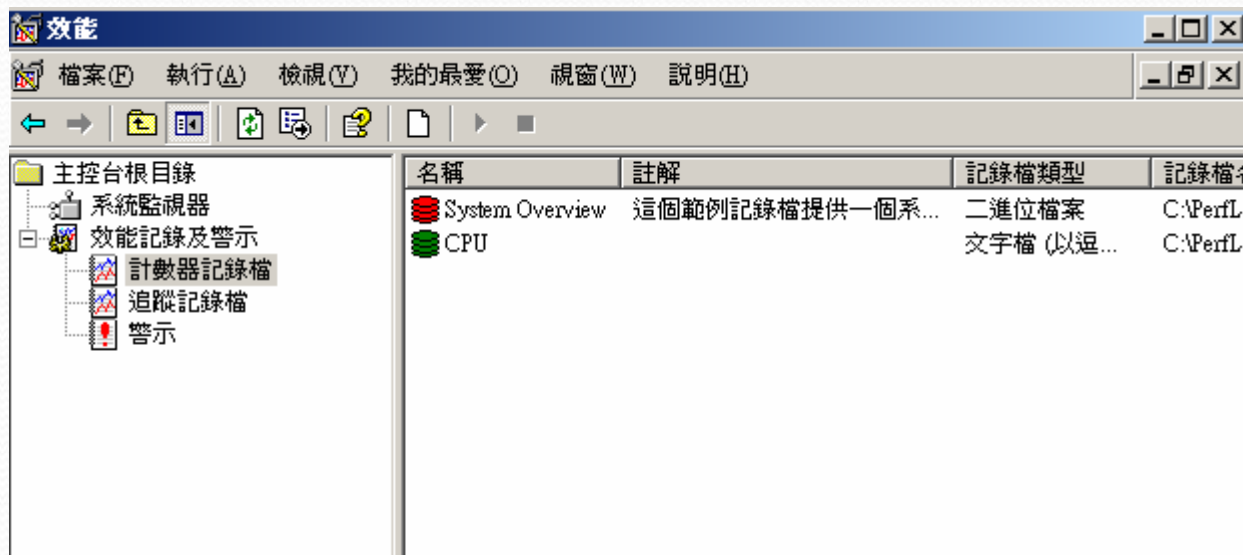 效能
檔案(F) 執行(A) 檢視(V) 我的最愛(O) 視窗(W) 說明(H)
主控台根目錄
系統監視器
效能記錄及警示
計數器記錄檔
追蹤記錄檔
警示
名稱 註解 記錄檔類型 記錄檔名
System Overview 這個範例記錄檔提供一個系... 二進位檔案 C:\PerfL
CPU 文字檔 (以逗... C:\PerfL